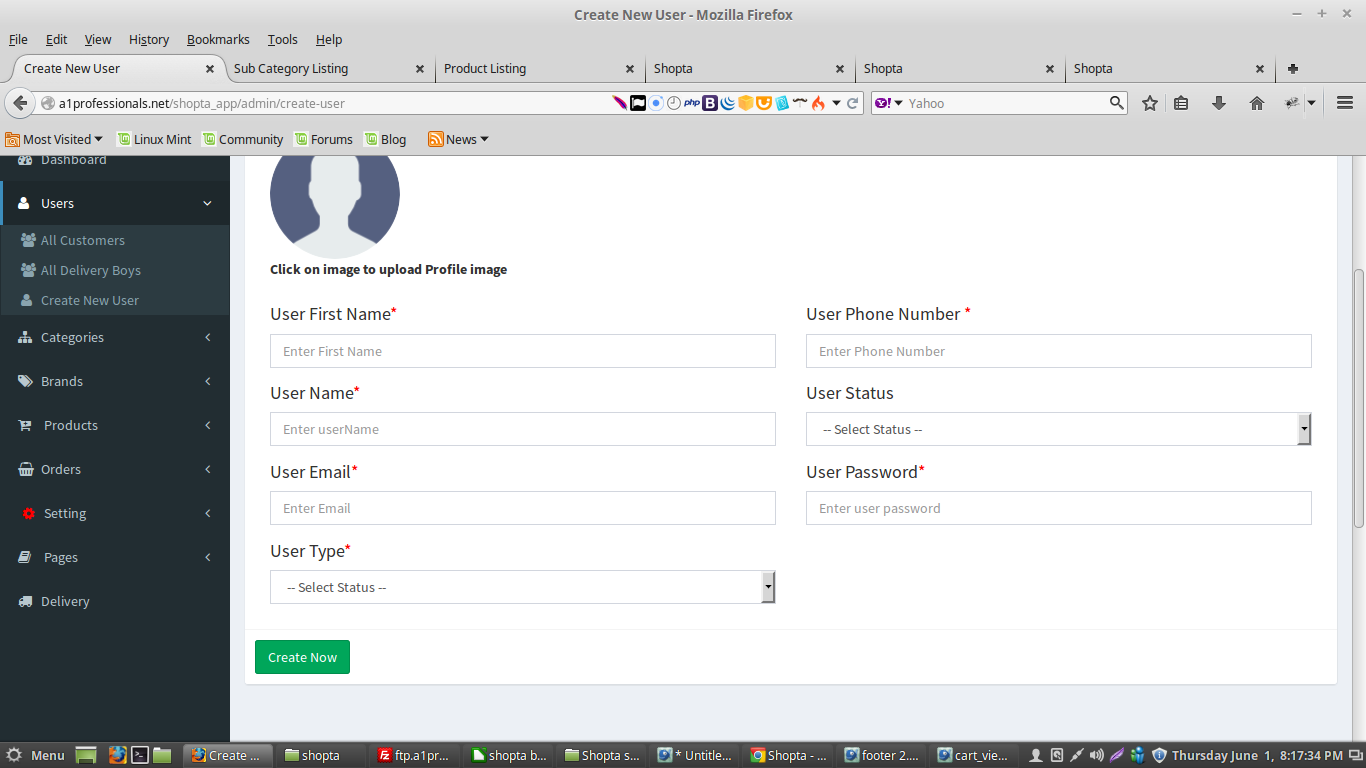 Create New User - Mozilla Firefox
File Edit View History Bookmarks Tools Help
Create New User Sub Category Listing Product Listing Shopta Shopta Shopta
a1professionals.net/shopta_app/admin/create-user php B Yahoo
Most Visited Linux Mint Community Forums Blog News
Dashboard
Users
All Customers
All Delivery Boys
Create New User
Categories
Brands
Products
Orders
Setting
Pages
Delivery
Click on image to upload Profile image
User First Name* User Phone Number *
Enter First Name Enter Phone Number
User Name* User Status
Enter userName -- Select Status --
User Email* User Password*
Enter Email Enter user password
User Type*
-- Select Status --
Create Now
Menu Create ... shopta ftp.a1pr... shopta b... Shopta s... * Untitle... Shopta - ... footer 2.... cart_vie... Thursday June 1, 8:17:34 PM